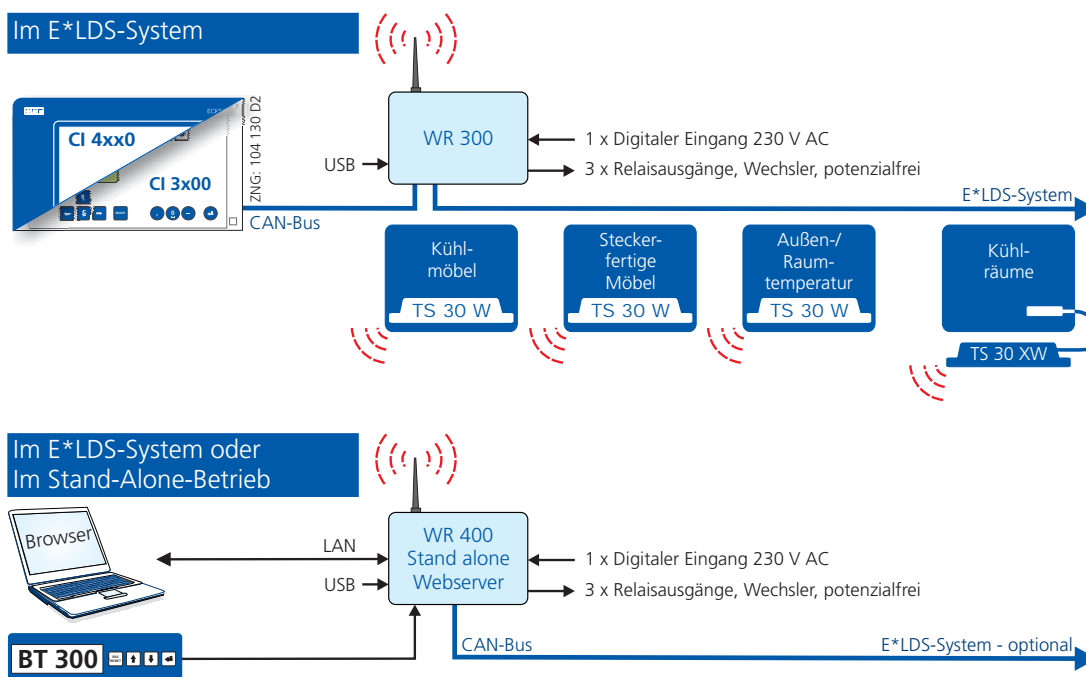 Im E*LDS-System
CI 4xx0
CI 3x00
ZNG: 104 130 D2
CAN-Bus
WR 300
USB
1 x Digitaler Eingang 230 V AC
3 x Relaisausgänge, Wechsler, potenzialfrei
E*LDS-System
Kühl-
möbel
TS 30 W
Stecker-
fertige
Möbel
TS 30 W
Außen-/
Raum-
temperatur
TS 30 W
Kühl-
räume
TS 30 XW
Im E*LDS-System oder
Im Stand-Alone-Betrieb
Browser
LAN
USB
WR 400
Stand alone
Webserver
1 x Digitaler Eingang 230 V AC
3 x Relaisausgänge, Wechsler, potenzialfrei
BT 300
CAN-Bus
E*LDS-System - optional